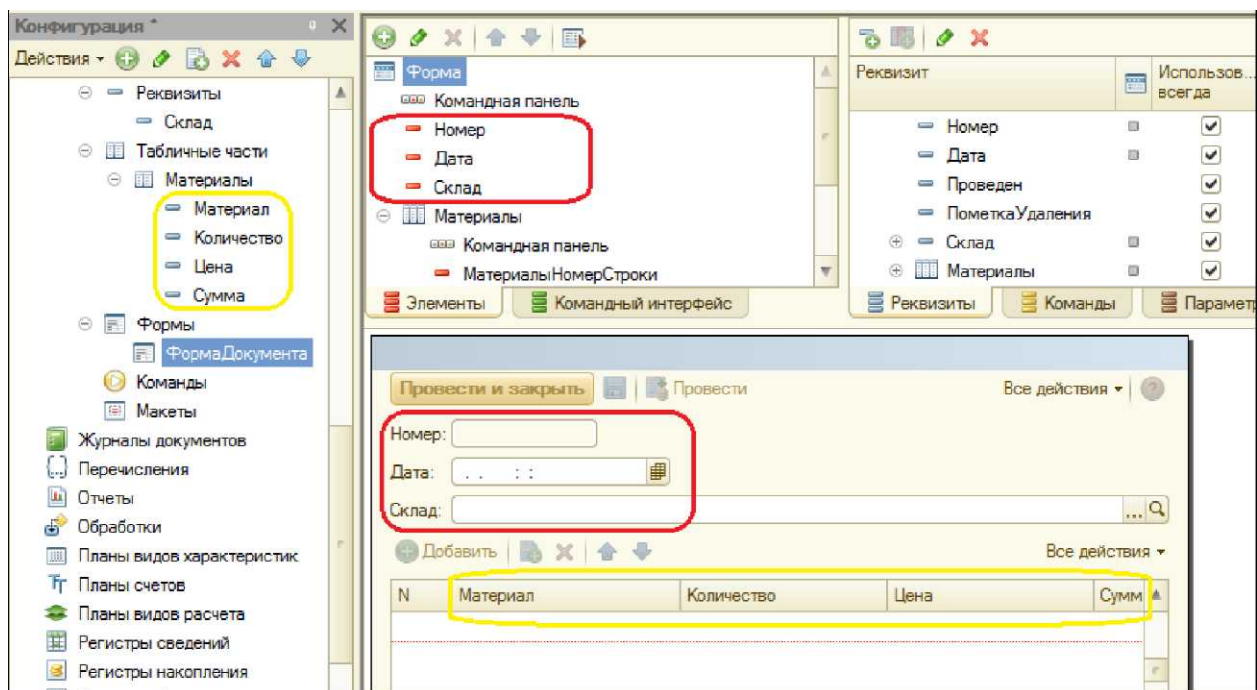 Конфигурация *
Действия
Реквизиты
Склад
Табличные части
Материалы
Материал
Количество
Цена
Сумма
Формы
ФормаДокумента
Команды
Макеты
Журналы документов
Перечисления
Отчеты
Обработки
Планы видов характеристик
Планы счетов
Планы видов расчета
Регистры сведений
Регистры накопления
Форма
Командная панель
Номер
Дата
Склад
Материалы
Командная панель
МатериалыНомерСтроки
Элементы Командный интерфейс
Реквизит Использов...
всегда
Номер
Дата
Проведен
ПометкаУдаления
Склад
Материалы
Реквизиты Команды Параметр
Провести и закрыть Провести Все действия
Номер:
Дата: . . : :
Склад: ...
Добавить Все действия
N Материал Количество Цена Сумм